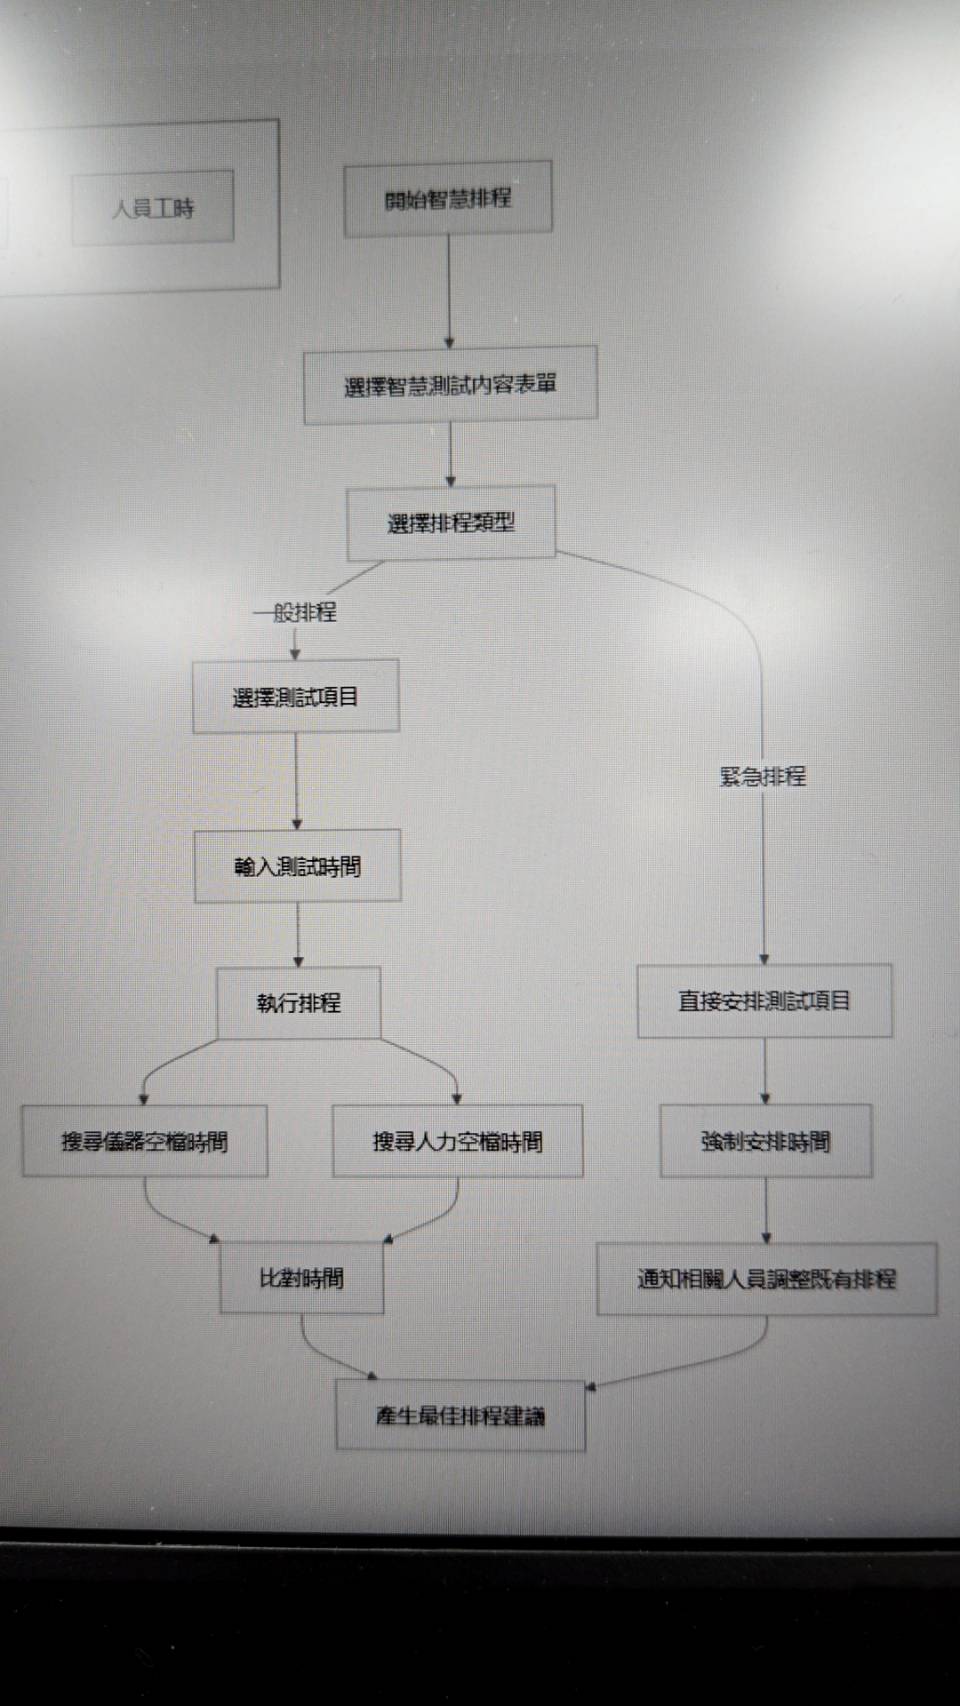 人員工時
開始智慧排程
選擇智慧測試內容表單
選擇排程類型
一般排程
選擇測試項目
緊急排程
輸入測試時間
執行排程
直接安排測試項目
搜尋儀器空檔時間
搜尋人力空檔時間
強制安排時間
比對時間
通知相關人員調整既有排程
產生最佳排程建議